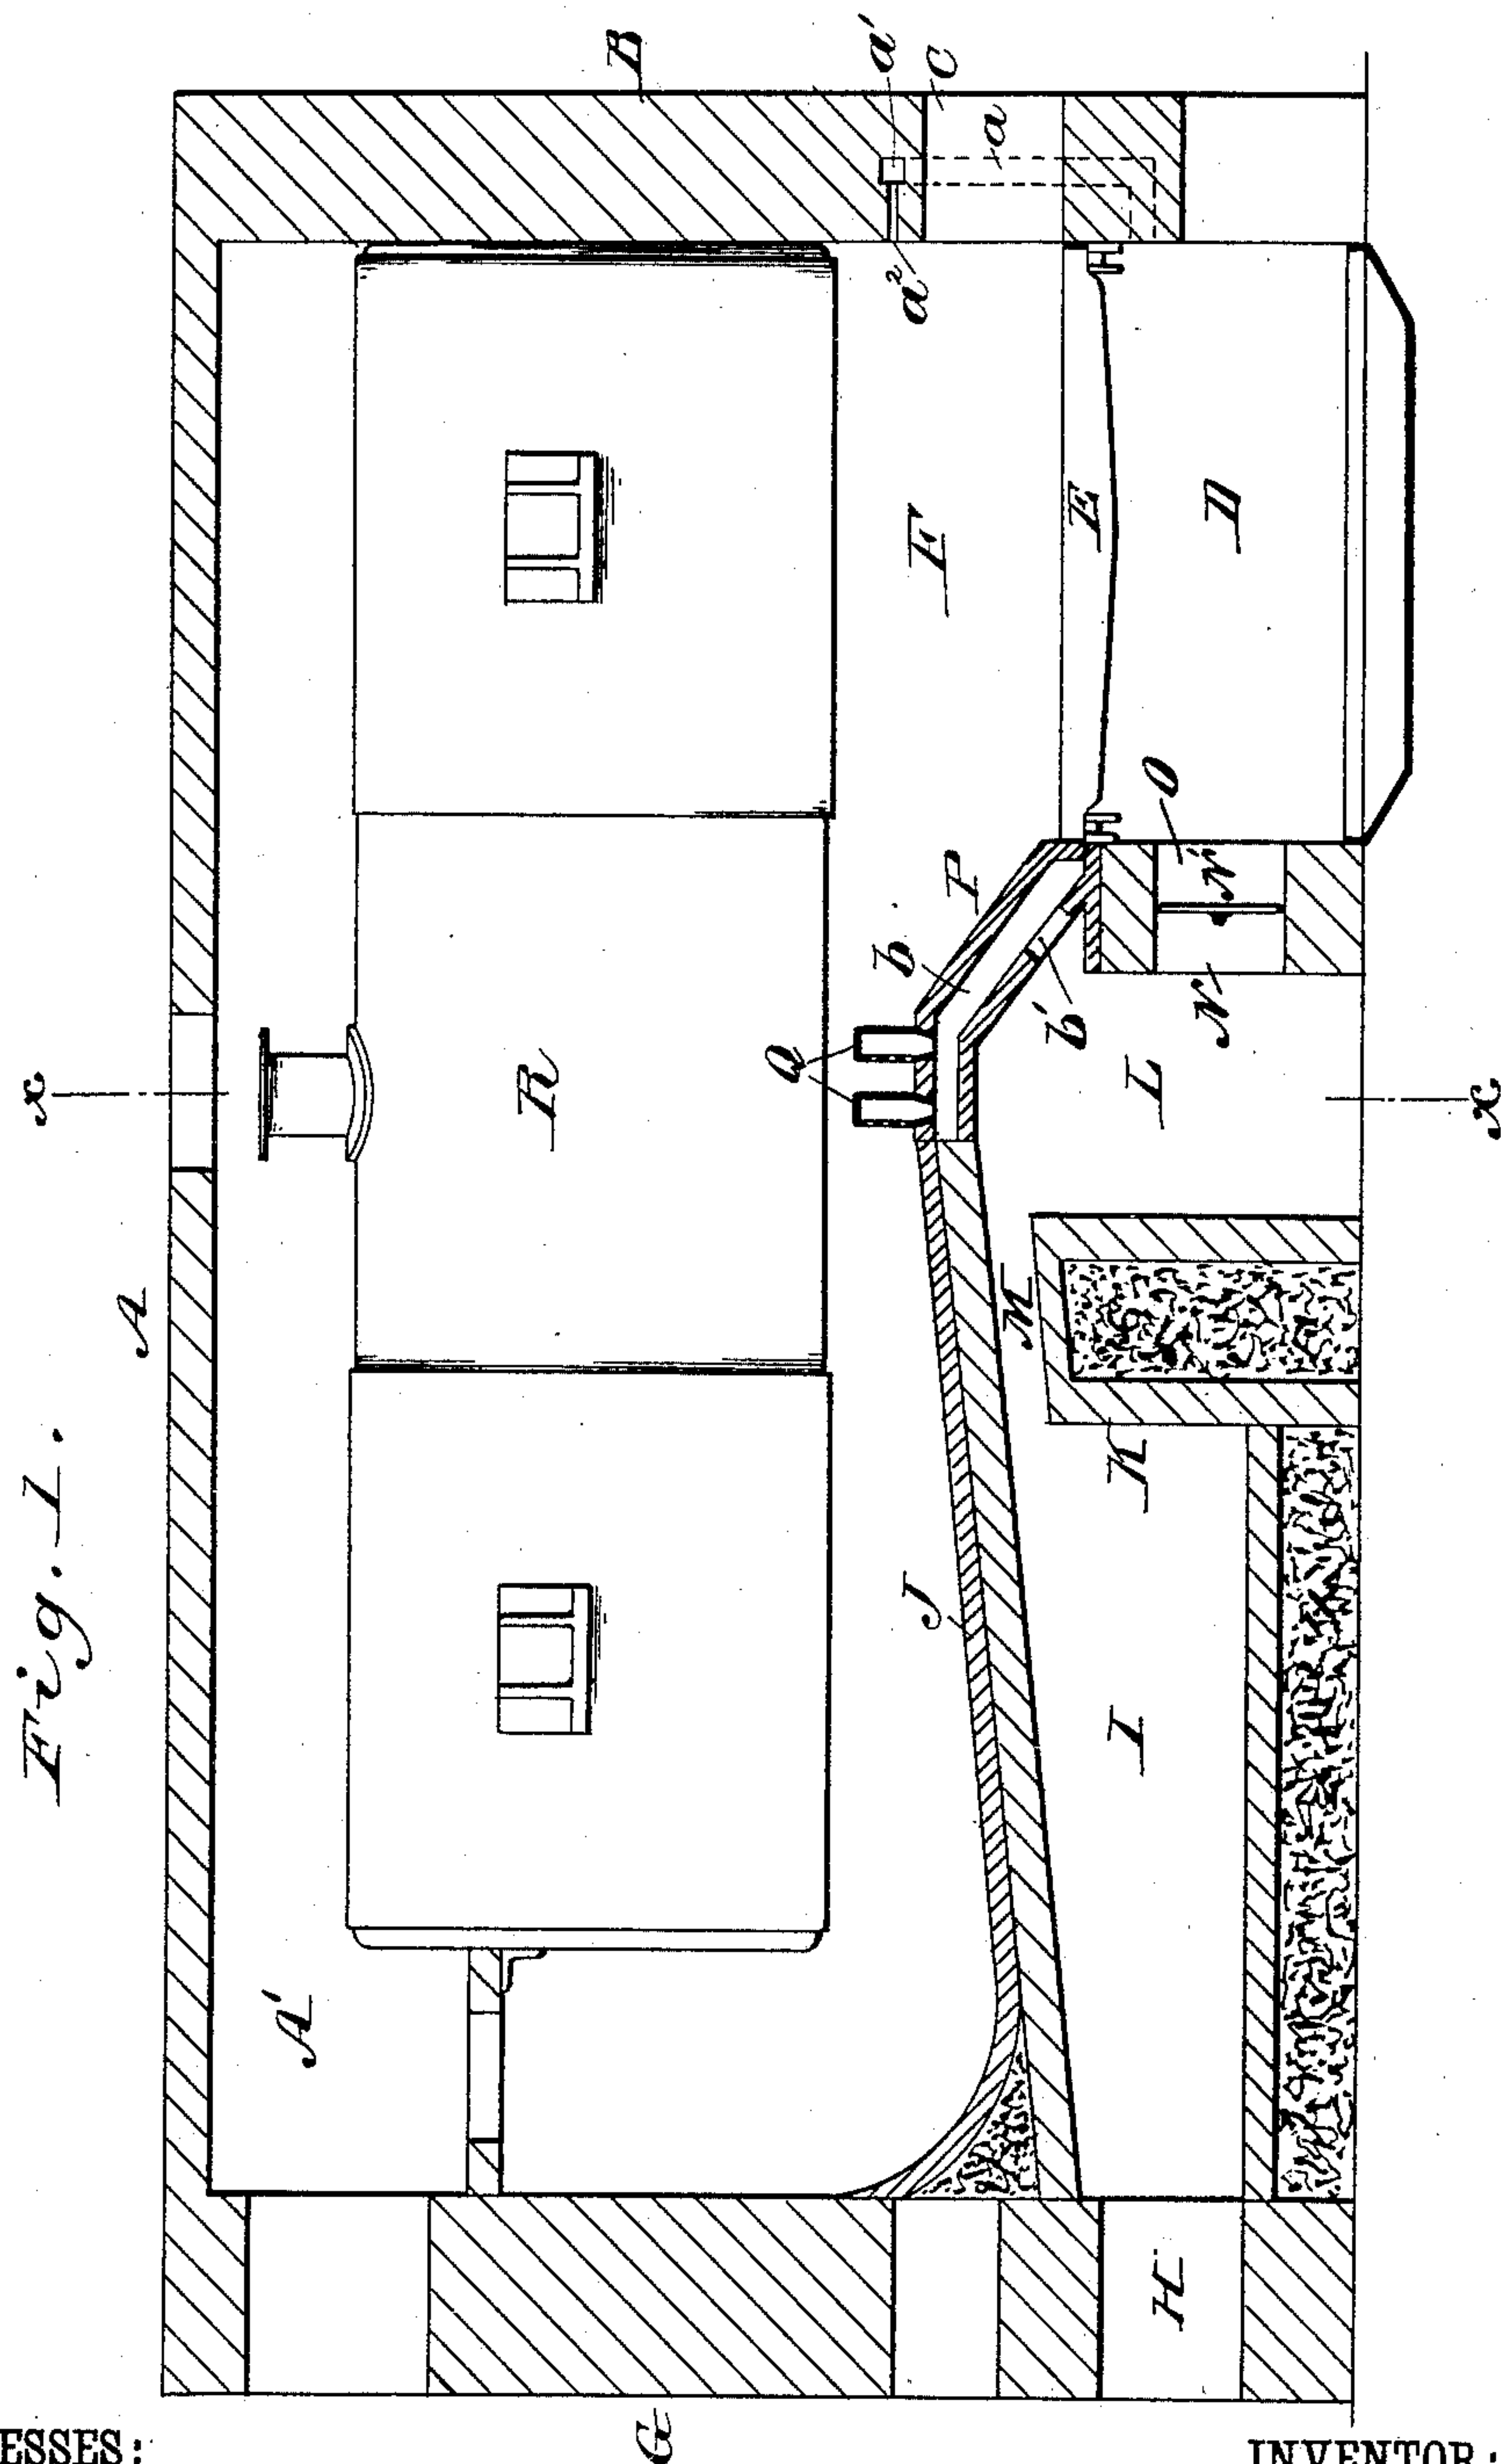 Fig. 1.
A
x
A'
B
R
a'
C
a
a²
F
E
D
P
O
N'
N
b
b'
Q
L
x
M
K
J
I
H
G
ESSES:
INVENTOR: